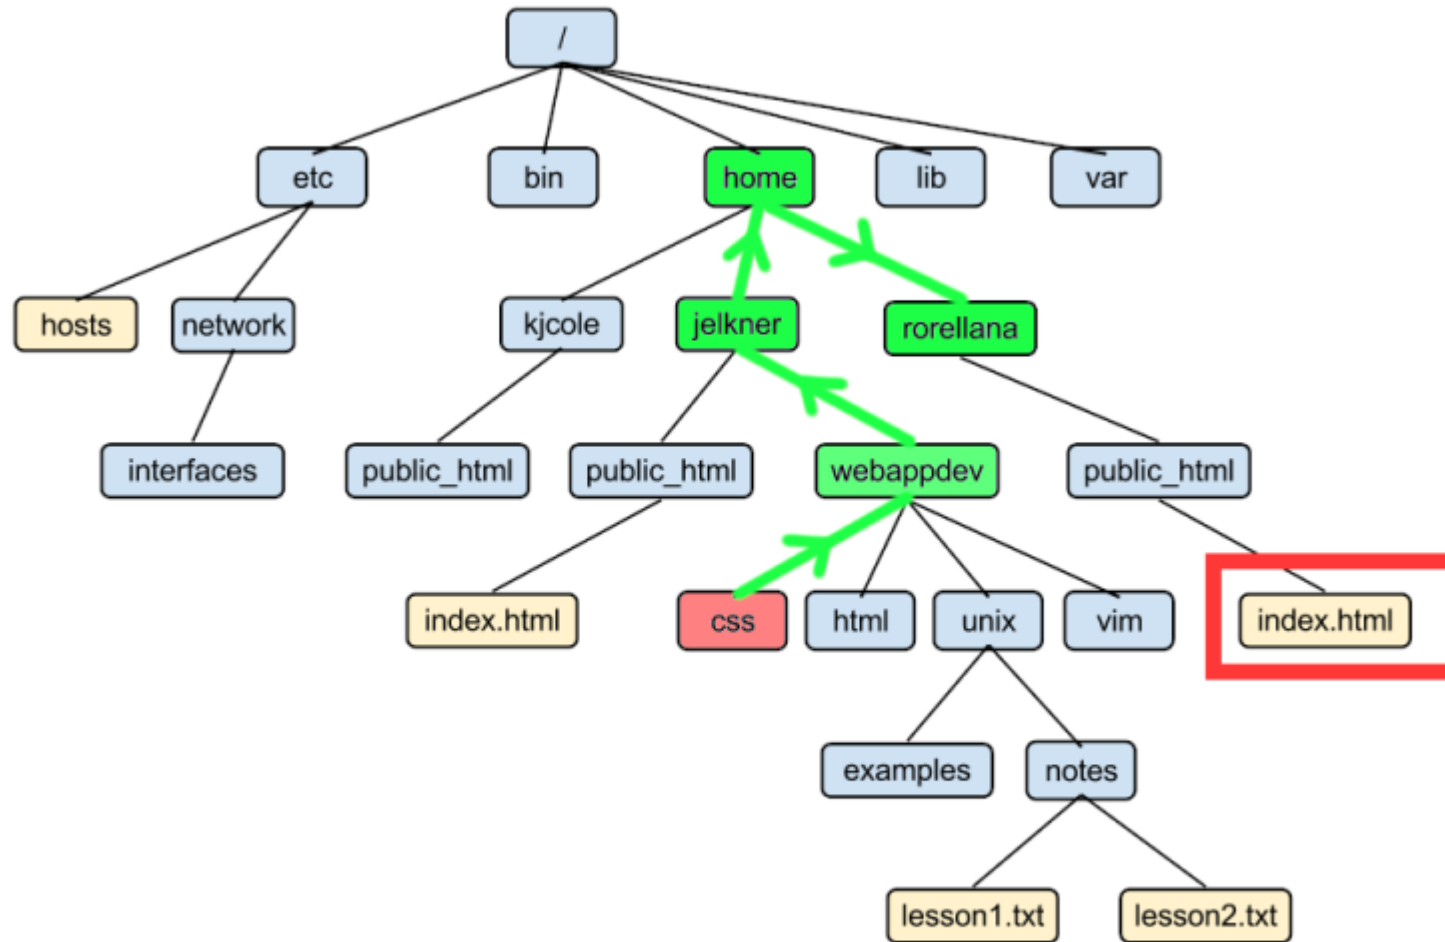 /
etc
bin
home
lib
var
hosts
network
kjcole
jelkner
rorellana
interfaces
public_html
public_html
webappdev
public_html
index.html
css
html
unix
vim
index.html
examples
notes
lesson1.txt
lesson2.txt